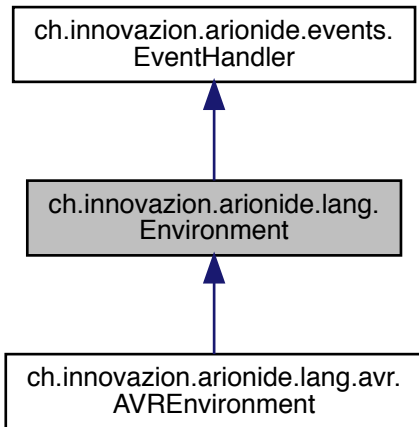 ch.innovazion.arionide.events.
EventHandler
ch.innovazion.arionide.lang.
Environment
ch.innovazion.arionide.lang.avr.
AVREnvironment